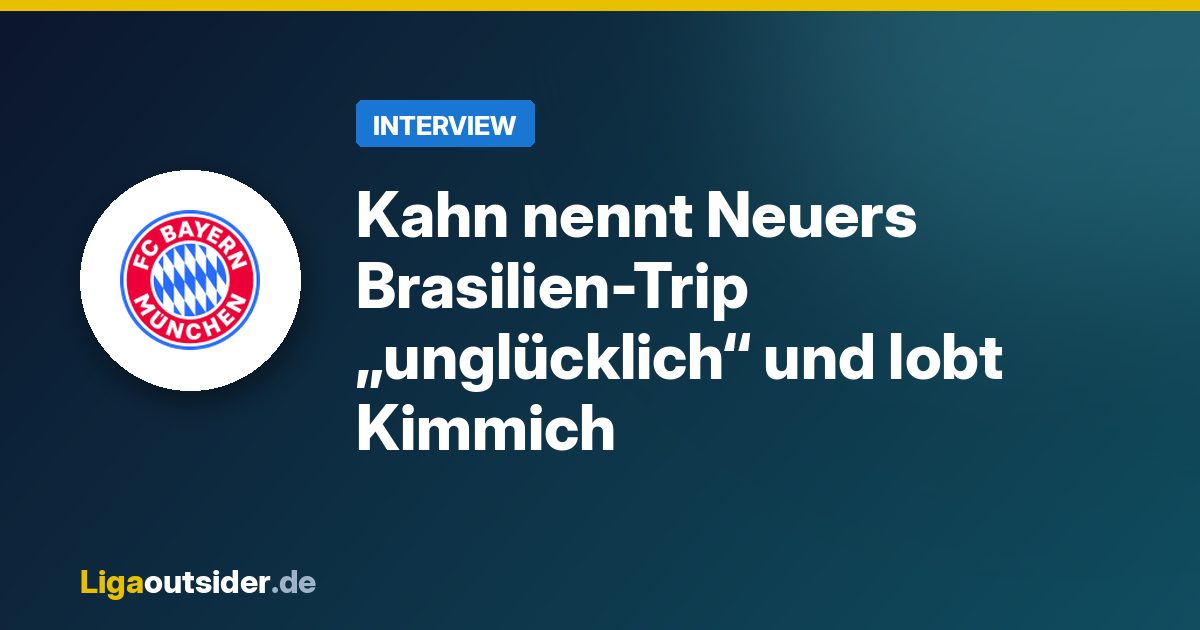 INTERVIEW
Kahn nennt Neuers
Brasilien-Trip
„unglücklich“ und lobt
Kimmich
FC BAYERN
MÜNCHEN
Ligaoutsider.de